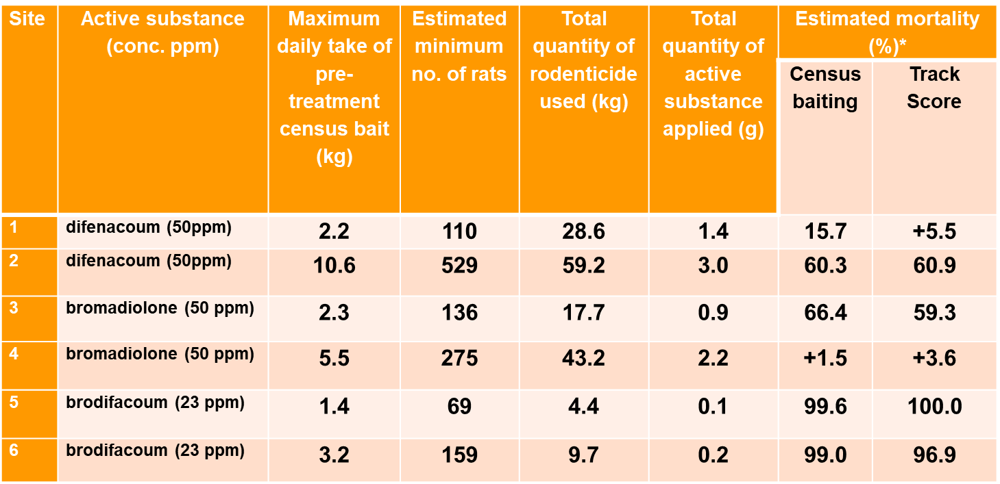 Site
Active substance
(conc. ppm)
Maximum
daily take of
pre-
treatment
census bait
(kg)
Estimated
minimum
no. of rats
Total
quantity of
rodenticide
used (kg)
Total
quantity of
active
substance
applied (g)
Estimated mortality
(%)*
Census
baiting
Track
Score
1 difenacoum (50ppm) 2.2 110 28.6 1.4 15.7 +5.5
2 difenacoum (50ppm) 10.6 529 59.2 3.0 60.3 60.9
3 bromadiolone (50 ppm) 2.3 136 17.7 0.9 66.4 59.3
4 bromadiolone (50 ppm) 5.5 275 43.2 2.2 +1.5 +3.6
5 brodifacoum (23 ppm) 1.4 69 4.4 0.1 99.6 100.0
6 brodifacoum (23 ppm) 3.2 159 9.7 0.2 99.0 96.9